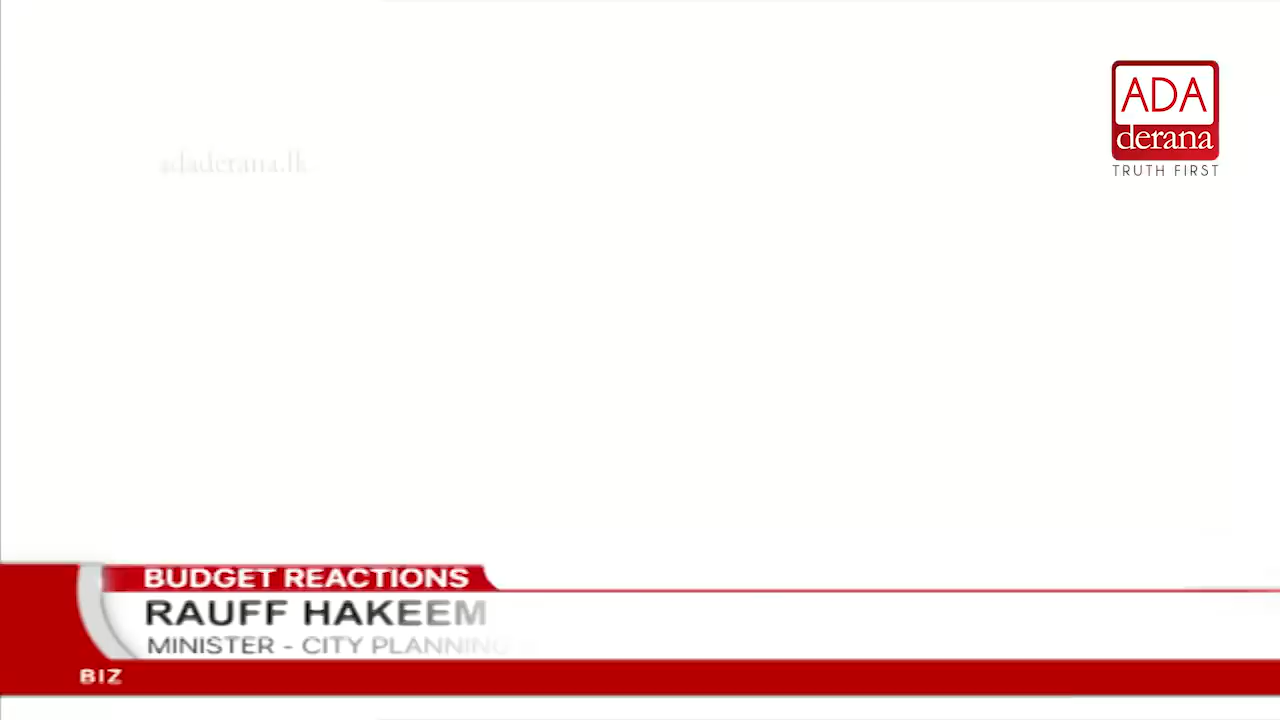 ADA
derana
TRUTH FIRST
adaderana.lk
BUDGET REACTIONS
RAUFF HAKEEM
MINISTER - CITY PLANNING
BIZ